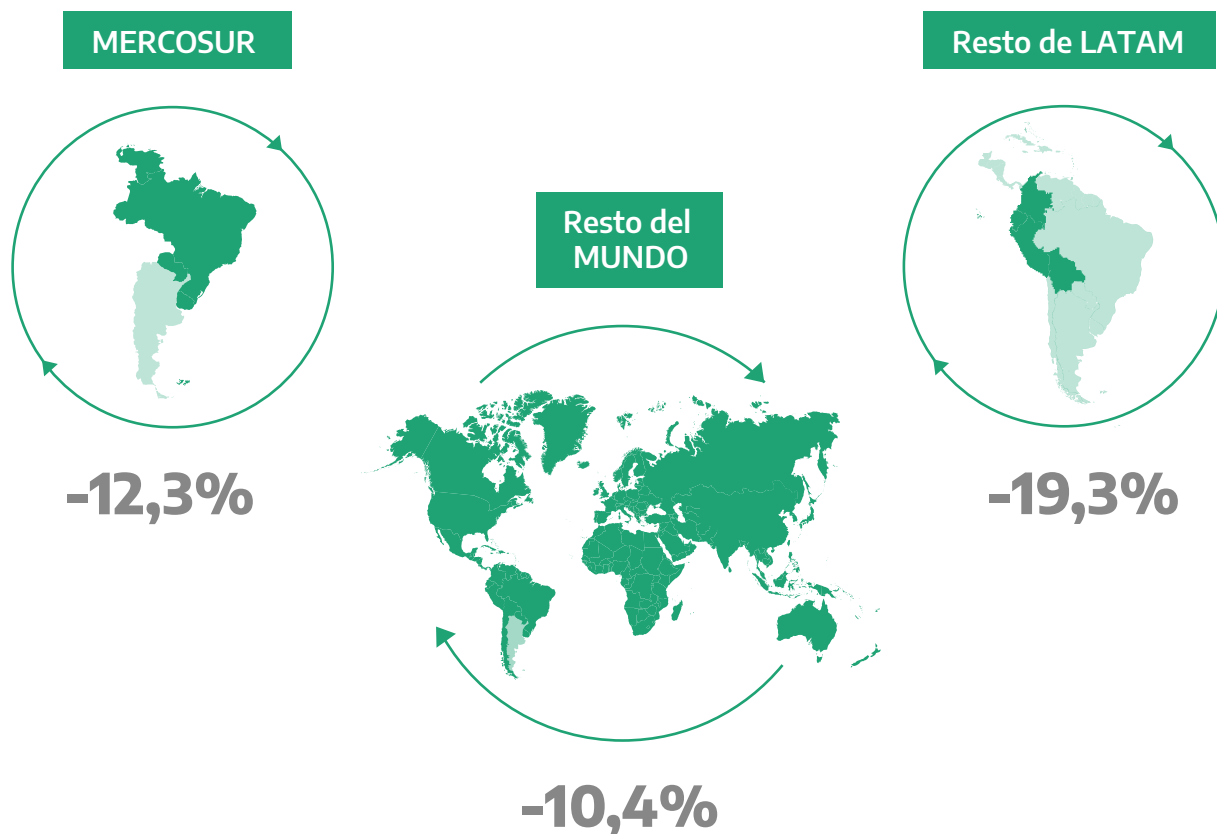 MERCOSUR
-12,3%
Resto del
MUNDO
-10,4%
Resto de LATAM
-19,3%